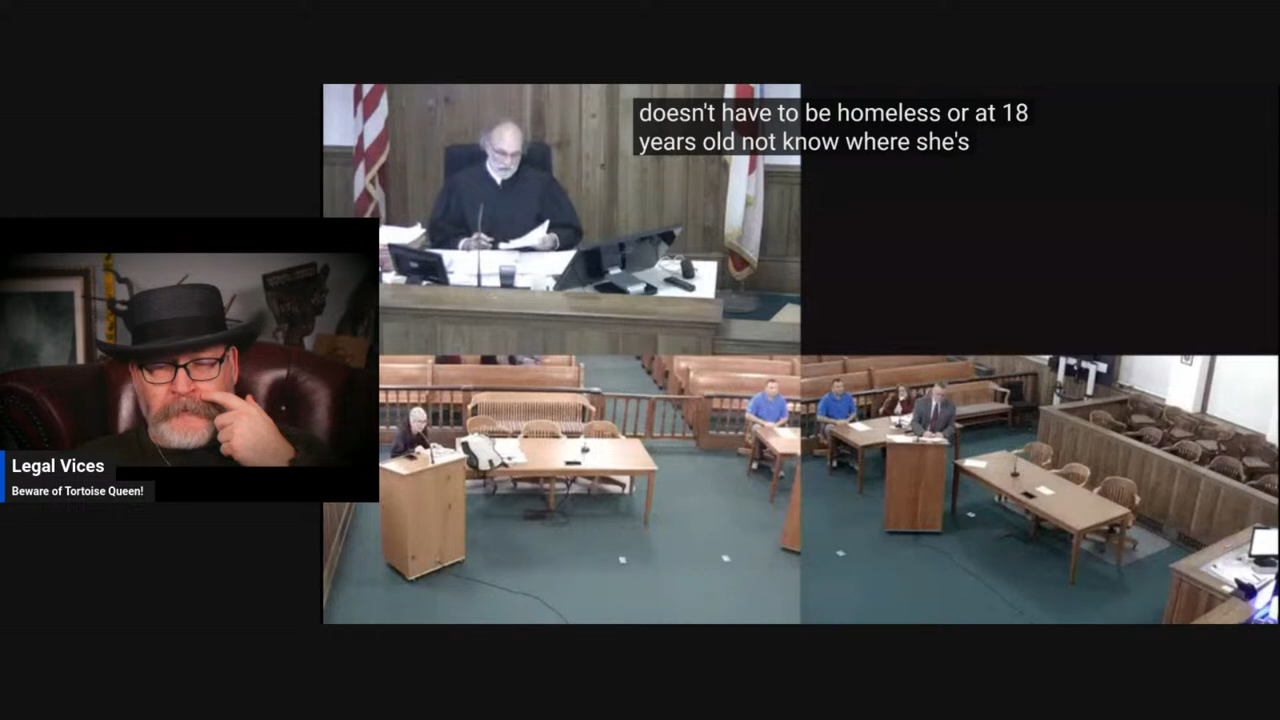 doesn't have to be homeless or at 18
years old not know where she's
Legal Vices
Beware of Tortoise Queen!